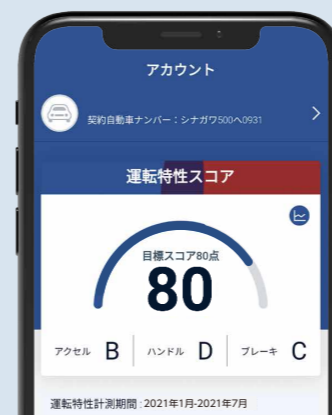 アカウント
契約自動車ナンバー：シナガワ500へ0931
運転特性スコア
目標スコア80点
80
アクセル B ハンドル D ブレーキ C
運転特性計測期間：2021年1月-2021年7月